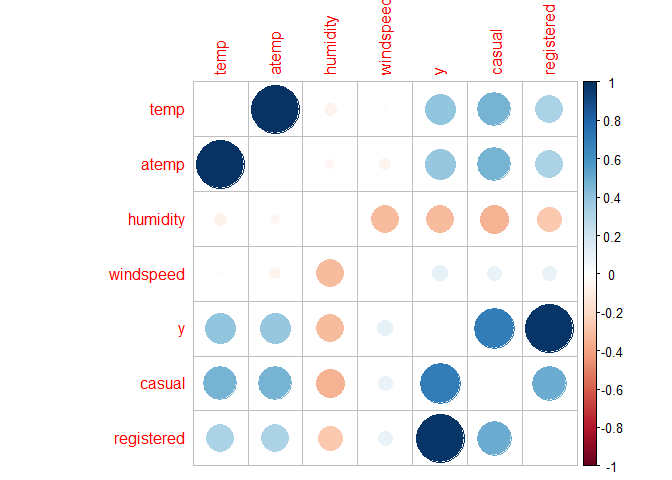 temp
atemp
humidity
windspeed
y
casual
registered
temp
atemp
humidity
windspeed
y
casual
registered
1
0.8
0.6
0.4
0.2
0
-0.2
-0.4
-0.6
-0.8
-1